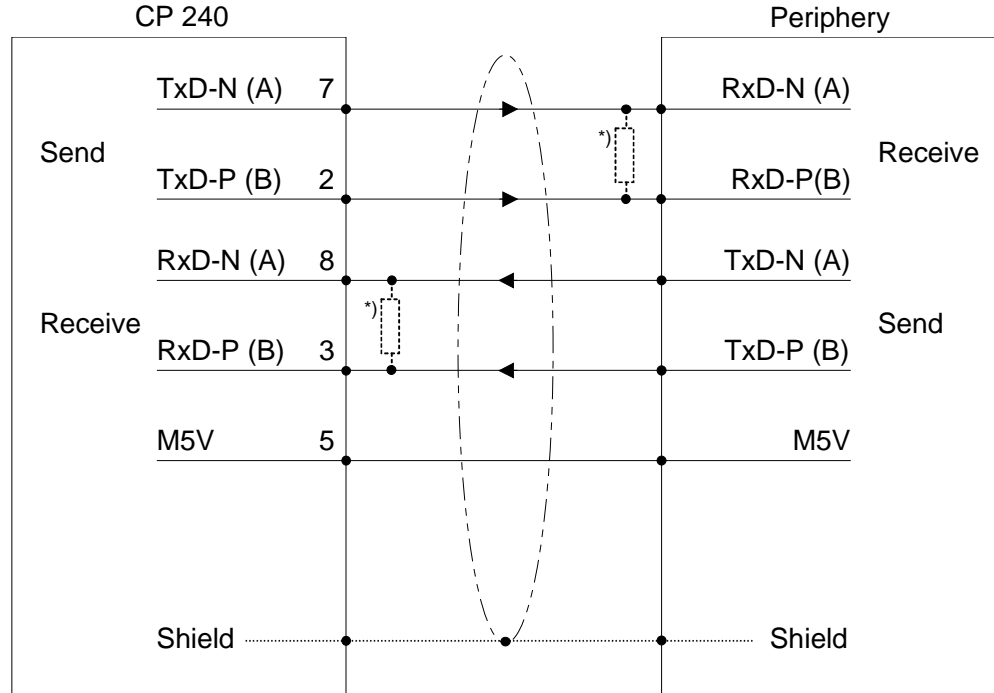 CP 240
Periphery
TxD-N (A) 7
RxD-N (A)
*)
Send
Receive
TxD-P (B) 2
RxD-P(B)
RxD-N (A) 8
TxD-N (A)
*)
Receive
Send
RxD-P (B) 3
TxD-P (B)
M5V 5
M5V
Shield
Shield